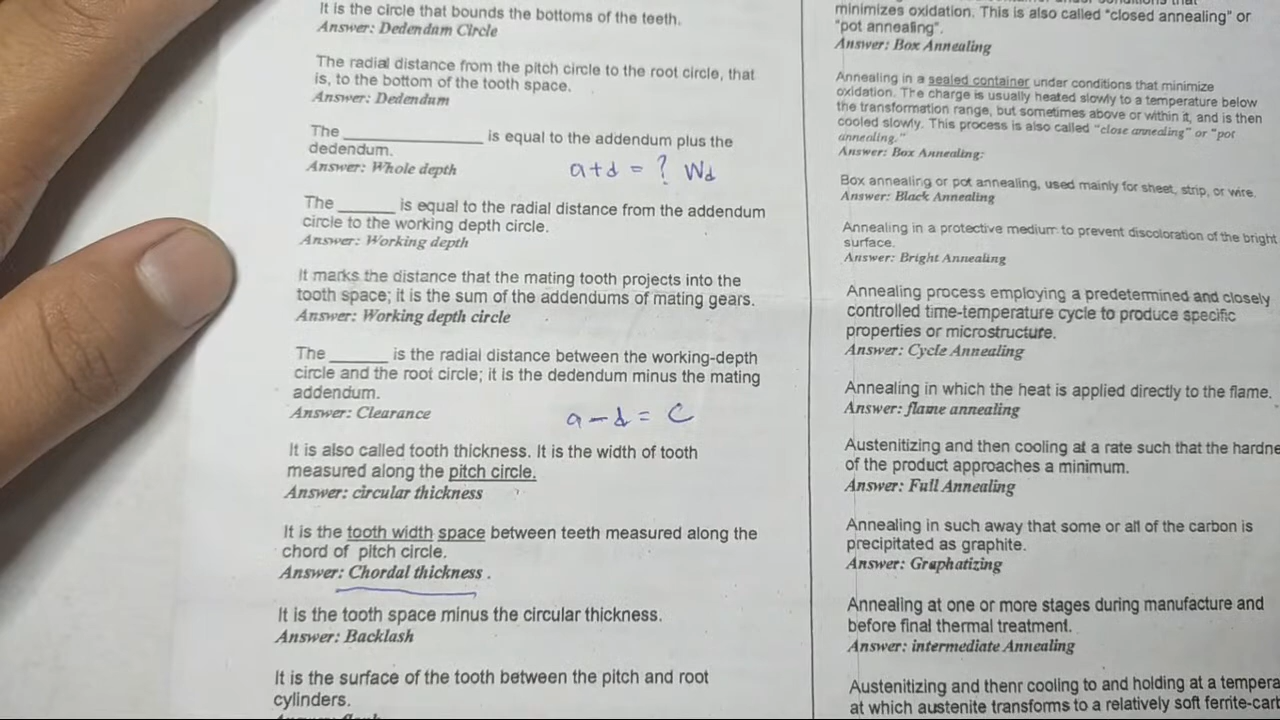 It is the circle that bounds the bottoms of the teeth.
Answer: Dedendum Circle
The radial distance from the pitch circle to the root circle, that
is, to the bottom of the tooth space.
Answer: Dedendum
The ________________ is equal to the addendum plus the
dedendum.
Answer: Whole depth
a+d = ? Wd
The _______ is equal to the radial distance from the addendum
circle to the working depth circle.
Answer: Working depth
It marks the distance that the mating tooth projects into the
tooth space; it is the sum of the addendums of mating gears.
Answer: Working depth circle
The _______ is the radial distance between the working-depth
circle and the root circle; it is the dedendum minus the mating
addendum.
Answer: Clearance
a-d = C
It is also called tooth thickness. It is the width of tooth
measured along the pitch circle.
Answer: circular thickness
It is the tooth width space between teeth measured along the
chord of pitch circle.
Answer: Chordal thickness .
It is the tooth space minus the circular thickness.
Answer: Backlash
It is the surface of the tooth between the pitch and root
cylinders.
minimizes oxidation. This is also called "closed annealing" or
"pot annealing".
Answer: Box Annealing
Annealing in a sealed container under conditions that minimize
oxidation. The charge is usually heated slowly to a temperature below
the transformation range, but sometimes above or within it, and is then
cooled slowly. This process is also called "close annealing" or "pot
annealing."
Answer: Box Annealing:
Box annealing or pot annealing, used mainly for sheet, strip, or wire.
Answer: Black Annealing
Annealing in a protective medium to prevent discoloration of the bright
surface.
Answer: Bright Annealing
Annealing process employing a predetermined and closely
controlled time-temperature cycle to produce specific
properties or microstructure.
Answer: Cycle Annealing
Annealing in which the heat is applied directly to the flame.
Answer: flame annealing
Austenitizing and then cooling at a rate such that the hardne
of the product approaches a minimum.
Answer: Full Annealing
Annealing in such away that some or all of the carbon is
precipitated as graphite.
Answer: Graphatizing
Annealing at one or more stages during manufacture and
before final thermal treatment.
Answer: intermediate Annealing
Austenitizing and thenr cooling to and holding at a tempera
at which austenite transforms to a relatively soft ferrite-carb